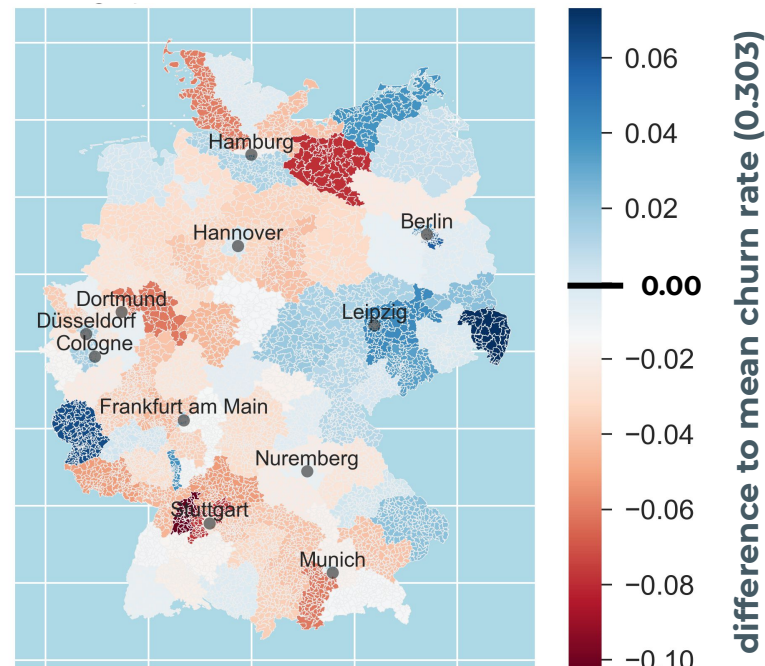 Hamburg
Berlin
Hannover
Dortmund
Düsseldorf
Cologne
Leipzig
Frankfurt am Main
Nuremberg
Stuttgart
Munich
0.06
0.04
0.02
0.00
−0.02
−0.04
−0.06
−0.08
−0.10
difference to mean churn rate (0.303)